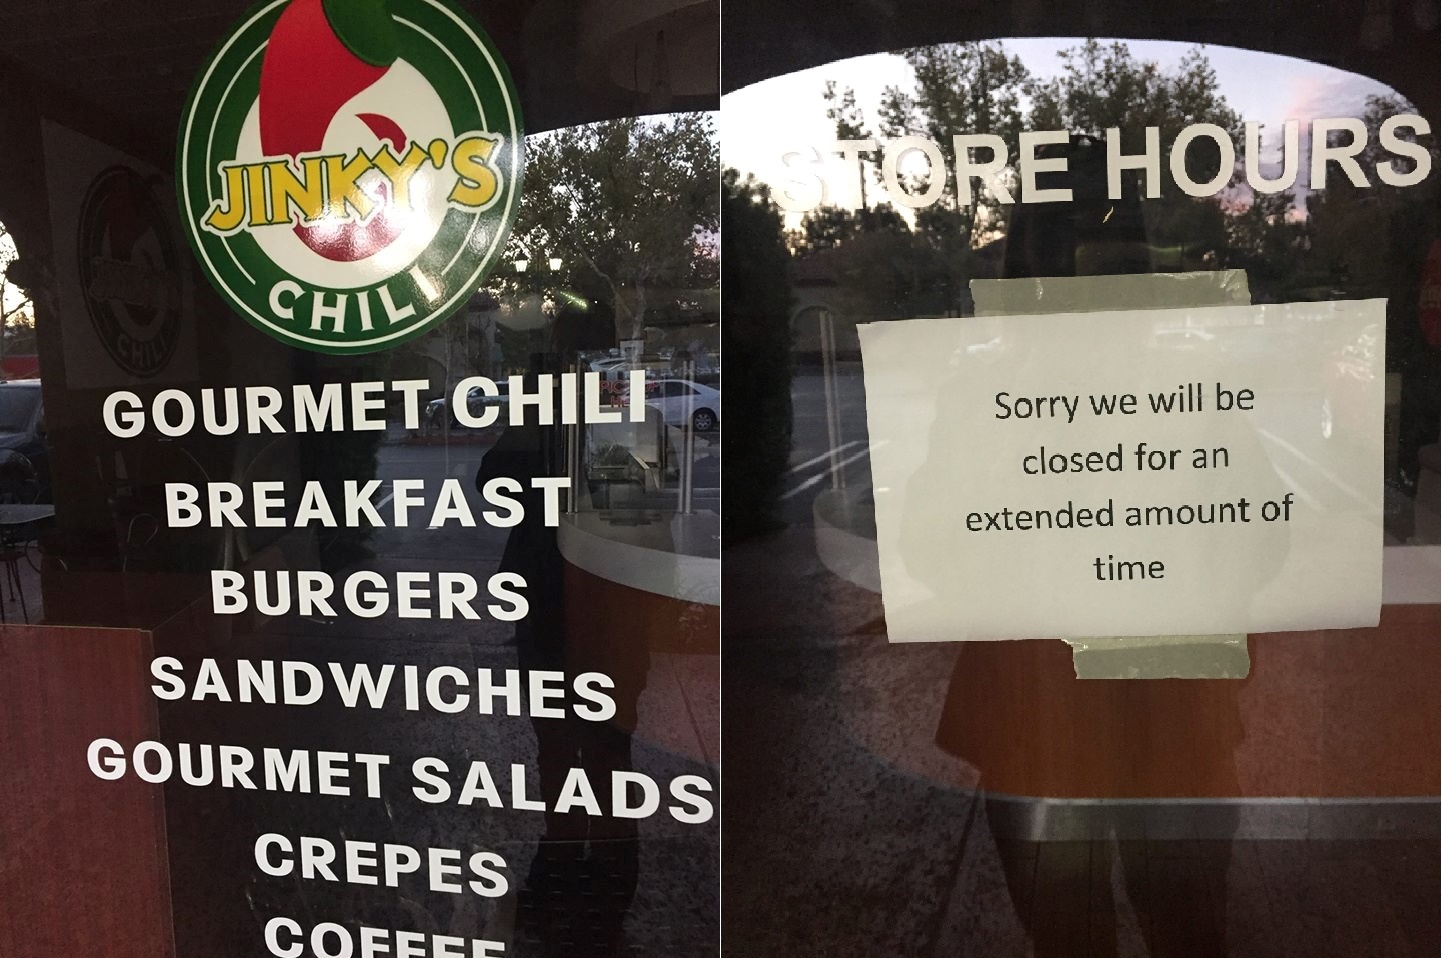 JINKY'S
CHILI
GOURMET CHILI
BREAKFAST
BURGERS
SANDWICHES
GOURMET SALADS
CREPES
COFFEE
STORE HOURS
Sorry we will be
closed for an
extended amount of
time